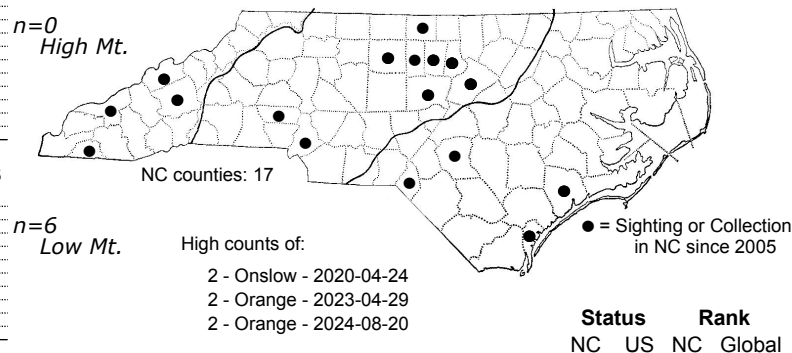 n=0
High Mt.
NC counties: 17
n=6
Low Mt.
High counts of:
2 - Onslow - 2020-04-24
2 - Orange - 2023-04-29
2 - Orange - 2024-08-20
● = Sighting or Collection
in NC since 2005
Status Rank
NC US NC Global